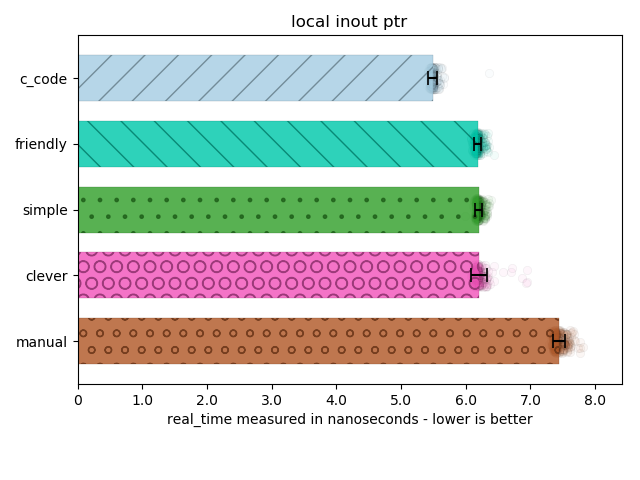 local inout ptr
c_code
friendly
simple
clever
manual
0 1.0 2.0 3.0 4.0 5.0 6.0 7.0 8.0
real_time measured in nanoseconds - lower is better